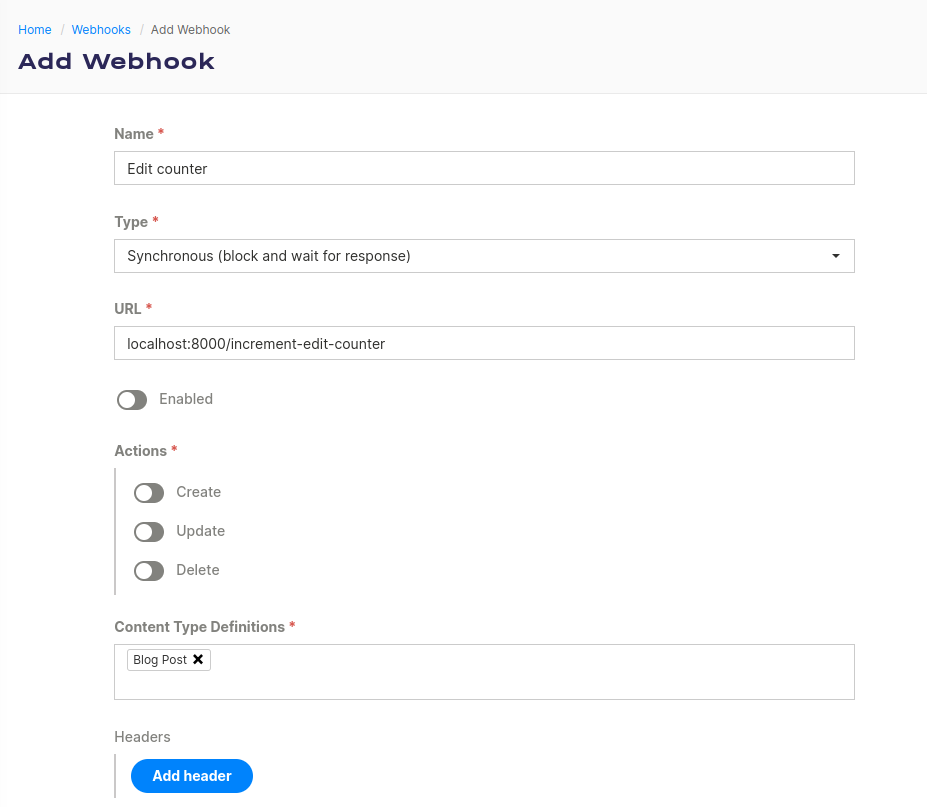 Home / Webhooks / Add Webhook
Add Webhook
Name *
Edit counter
Type *
Synchronous (block and wait for response)
URL *
localhost:8000/increment-edit-counter
Enabled
Actions *
Create
Update
Delete
Content Type Definitions *
Blog Post ✖
Headers
Add header